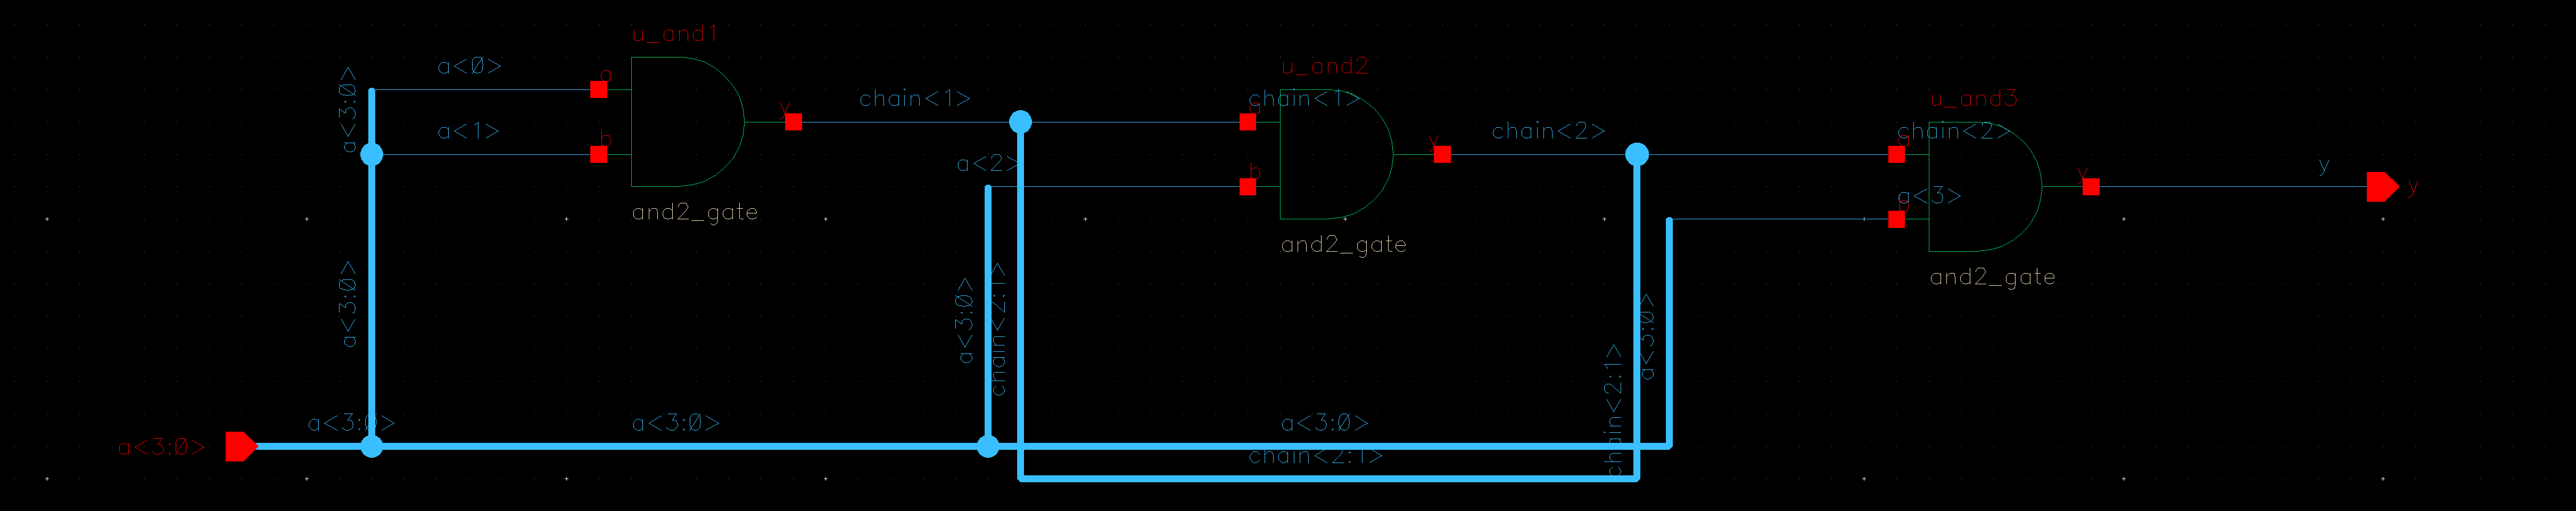 u_and1
a<0>
a
a<3:0>
a<1>
b
y
and2_gate
chain<1>
u_and2
chain<1>
a
a<2>
b
y
and2_gate
chain<2>
u_and3
chain<2>
a
a<3>
b
y
and2_gate
y
y
a<3:0>
a<3:0>
chain<2:1>
a<3:0>
chain<2:1>
a<3:0>
a<3:0>
a<3:0>
a<3:0>
chain<2:1>